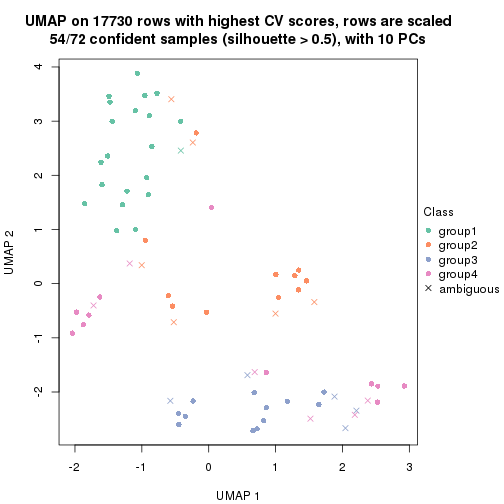 UMAP on 17730 rows with highest CV scores, rows are scaled
54/72 confident samples (silhouette > 0.5), with 10 PCs
4
3
2
1
0
-1
-2
UMAP 2
-2
-1
0
1
2
3
UMAP 1
Class
group1
group2
group3
group4
ambiguous